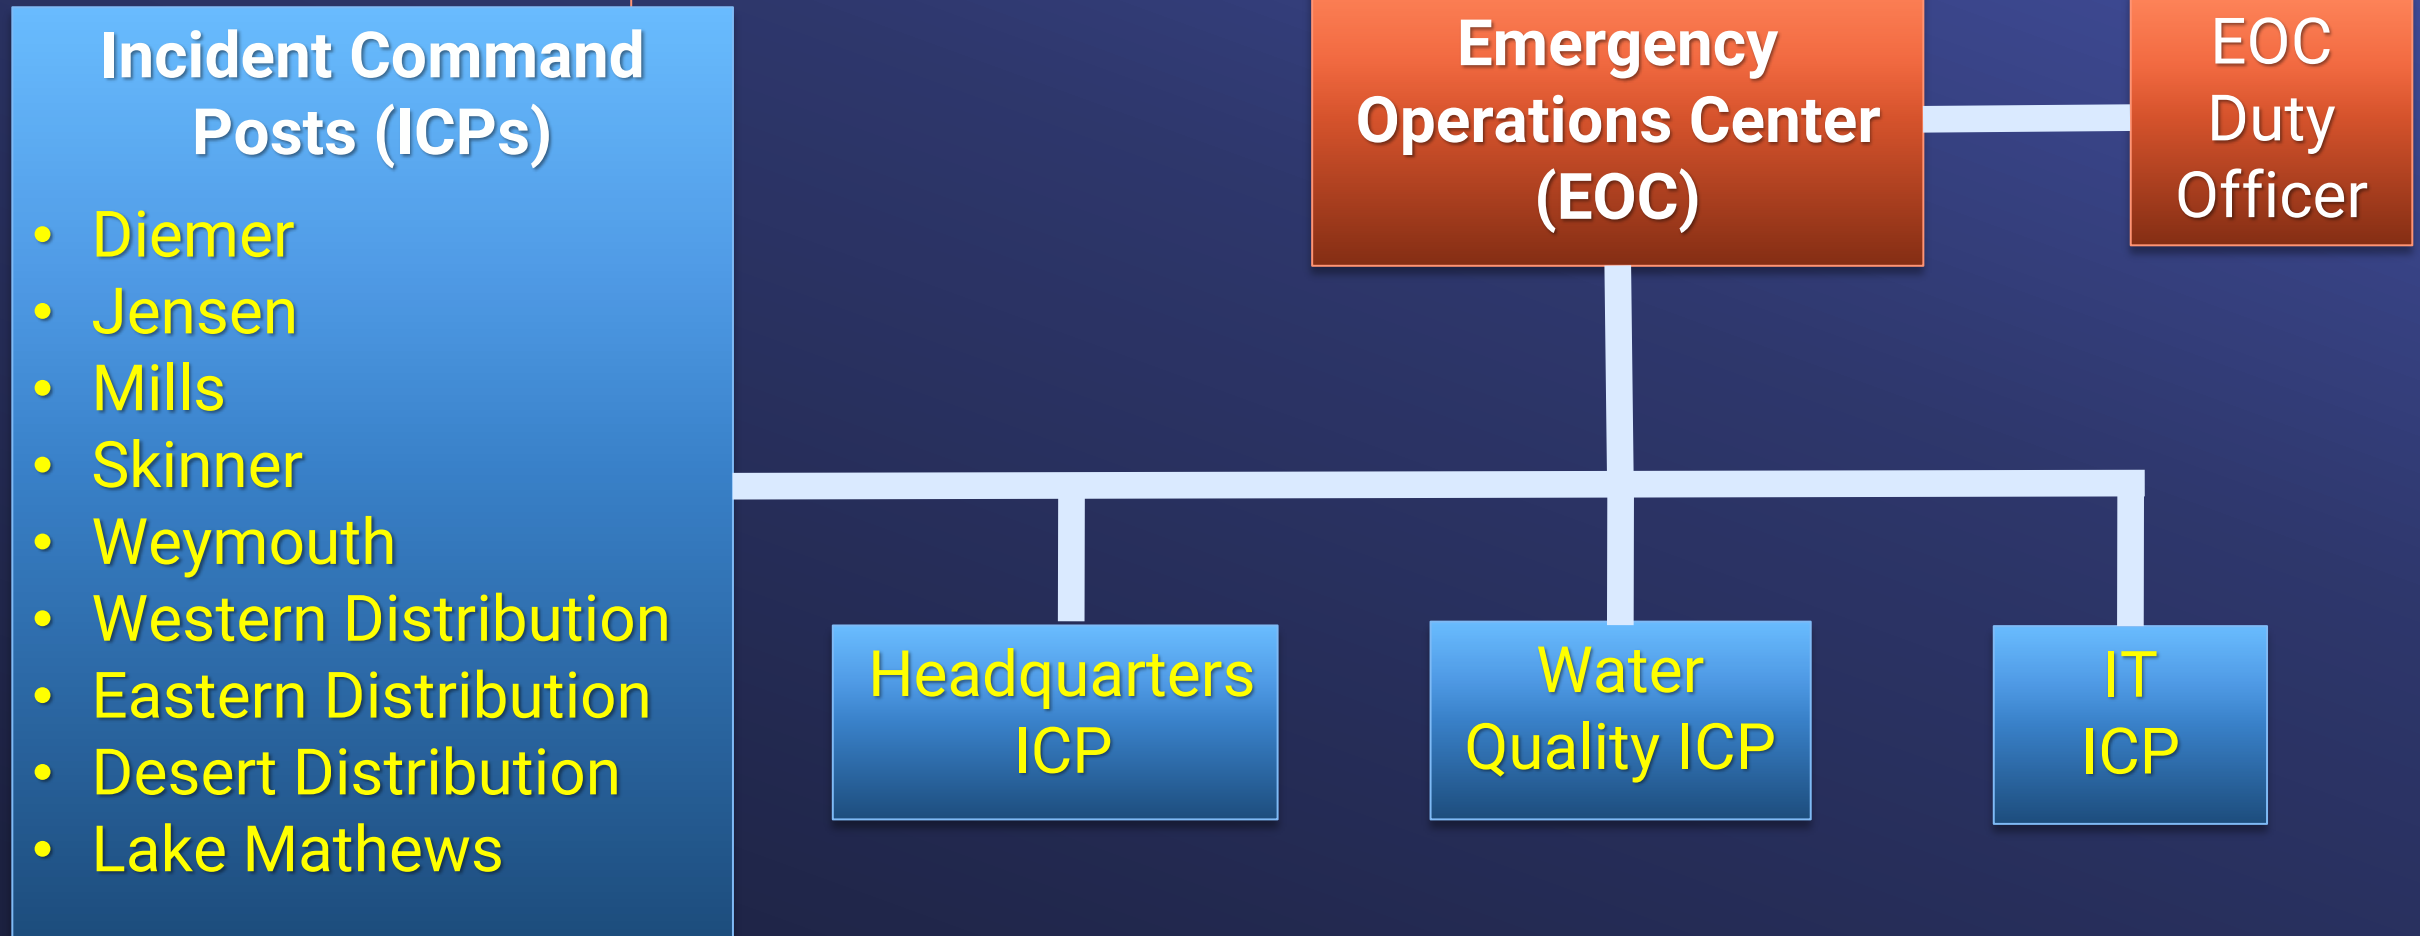 Incident Command
Posts (ICPs)
• Diemer
• Jensen
• Mills
• Skinner
• Weymouth
• Western Distribution
• Eastern Distribution
• Desert Distribution
• Lake Mathews
Emergency
Operations Center
(EOC)
EOC
Duty
Officer
Headquarters
ICP
Water
Quality ICP
IT
ICP